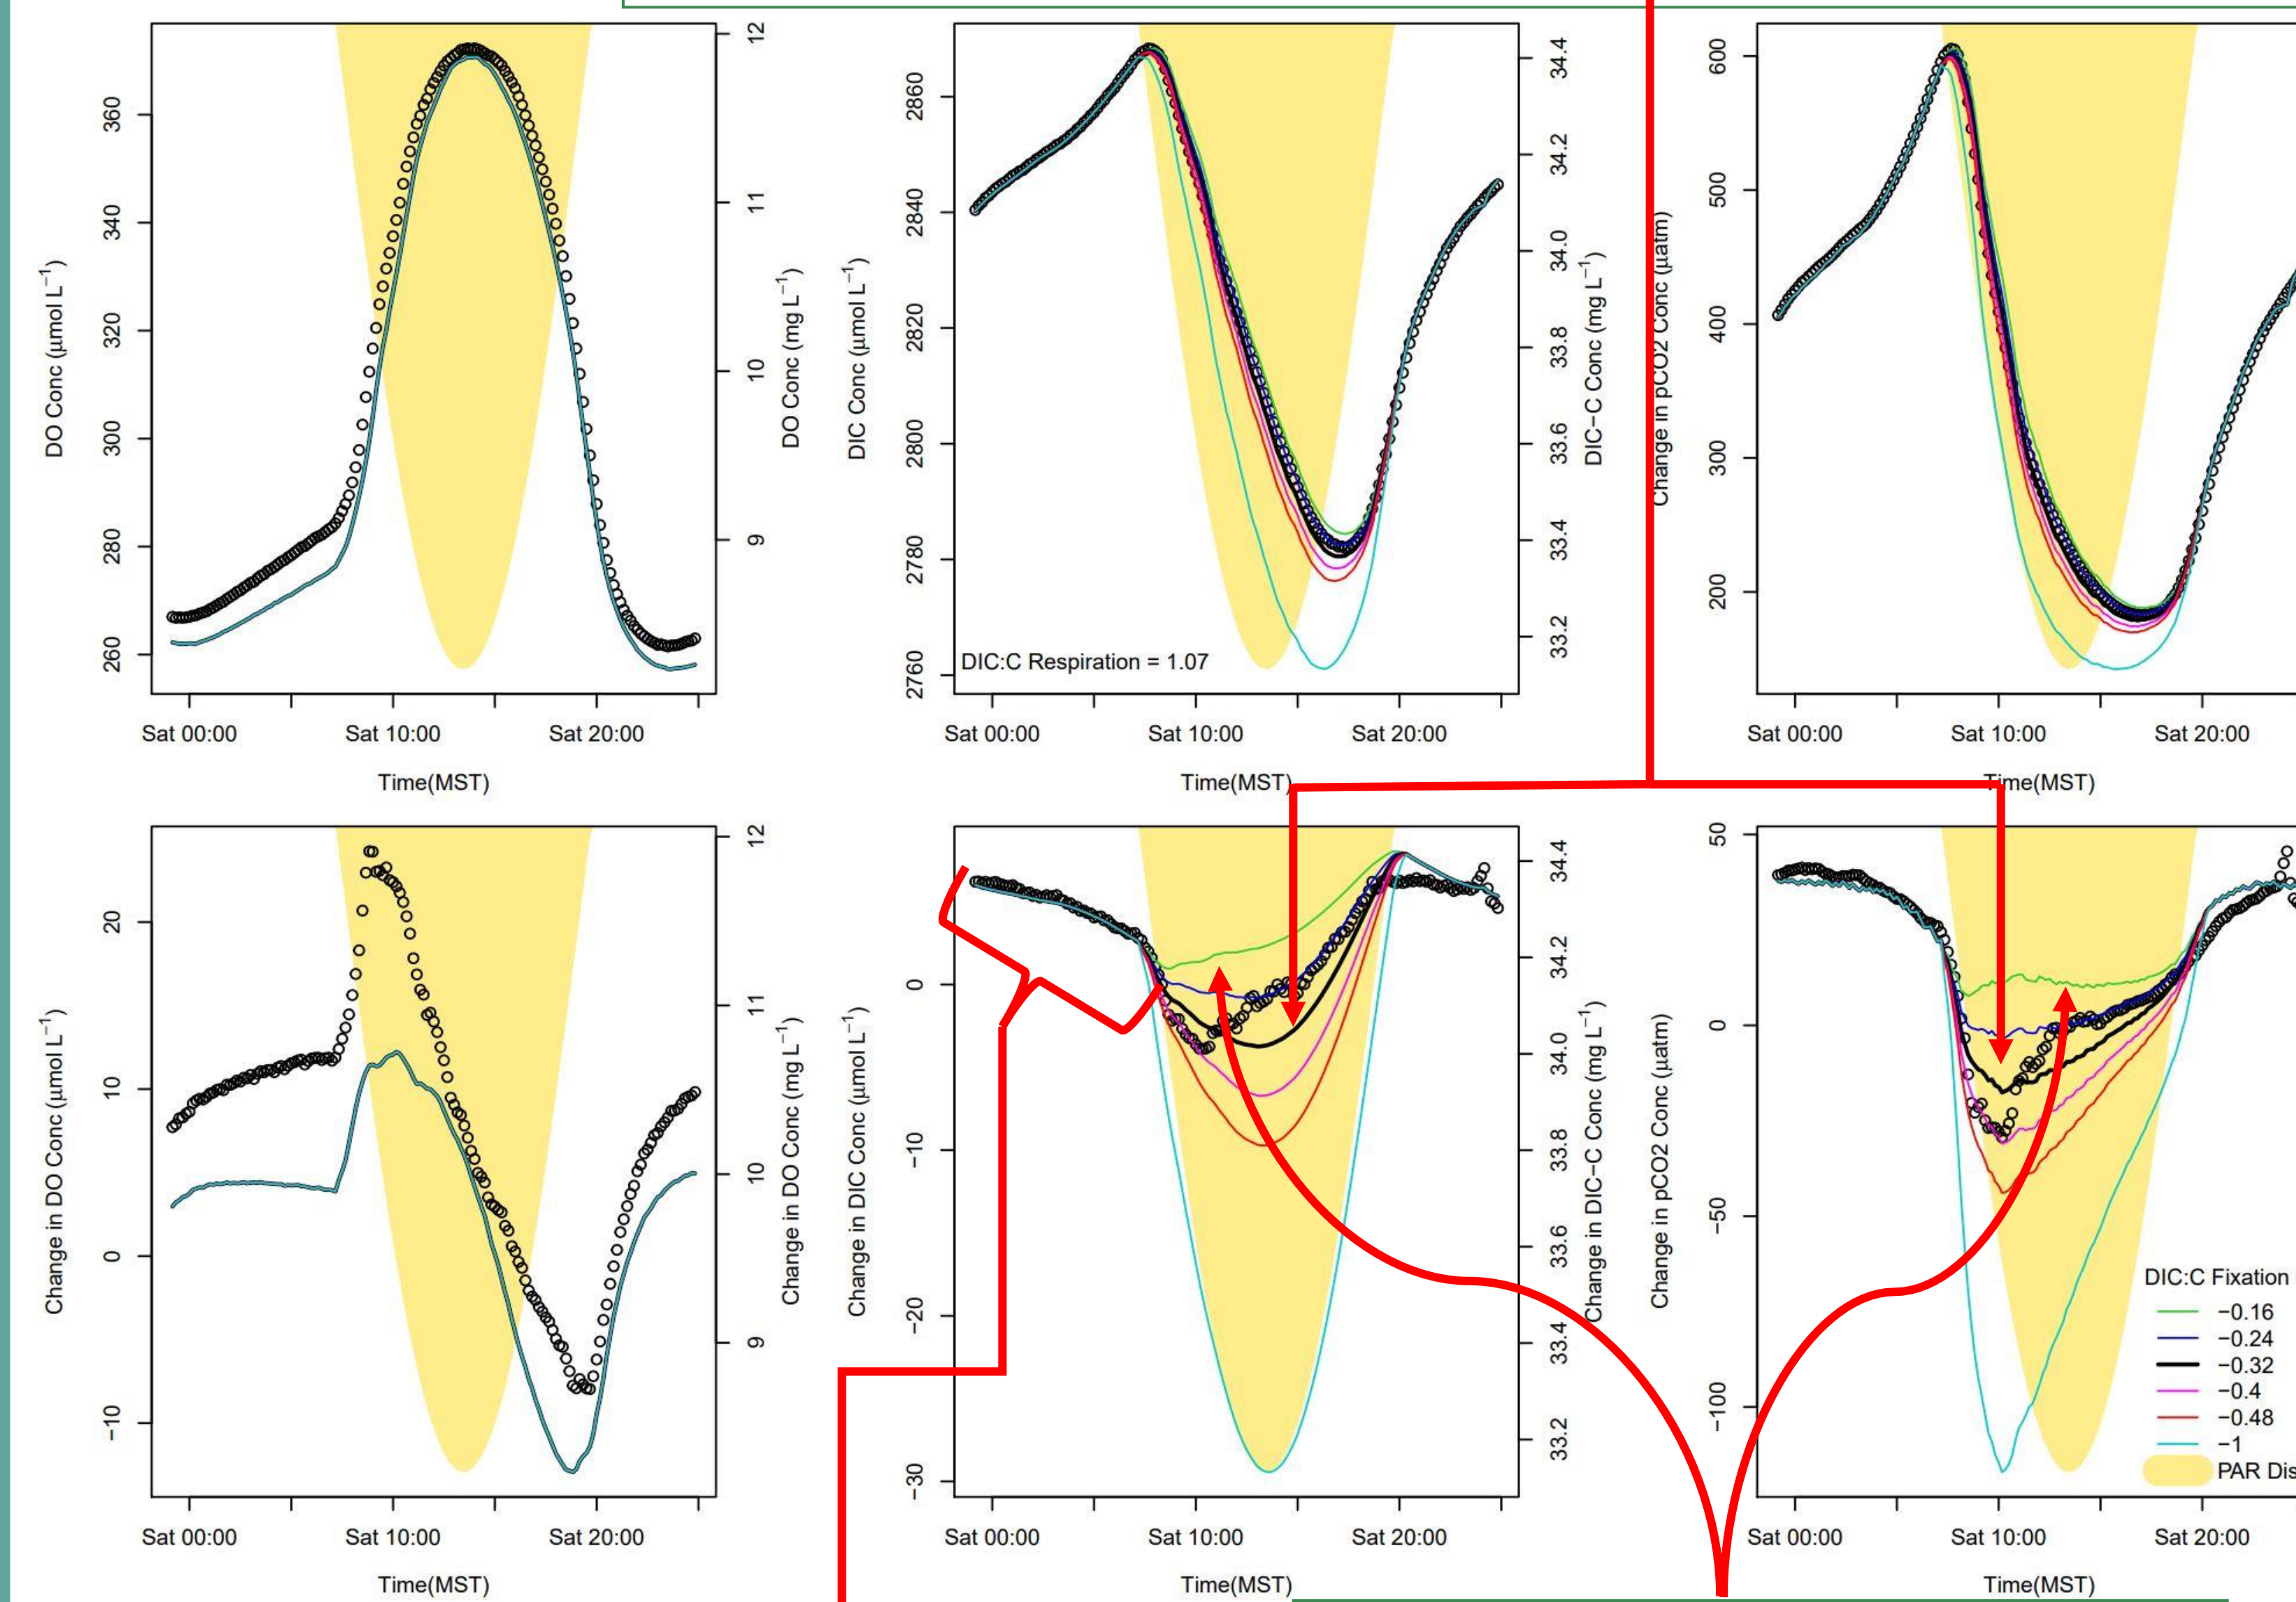 DO Conc (μmol L⁻¹)
260 280 300 320 340 360
9 10 11 12
DO Conc (mg L⁻¹)
Sat 00:00 Sat 10:00 Sat 20:00
Time(MST)
DIC Conc (μmol L⁻¹)
2760 2780 2800 2820 2840 2860
DIC:C Respiration = 1.07
33.2 33.4 33.6 33.8 34.0 34.2 34.4
DIC−C Conc (mg L⁻¹)
Sat 00:00 Sat 10:00 Sat 20:00
Time(MST)
Change in pCO2 Conc (μatm)
200 300 400 500 600
Sat 00:00 Sat 10:00 Sat 20:00
Time(MST)
Change in DO Conc (μmol L⁻¹)
−10 0 10 20
9 10 11 12
Change in DO Conc (mg L⁻¹)
Sat 00:00 Sat 10:00 Sat 20:00
Time(MST)
Change in DIC Conc (μmol L⁻¹)
−30 −20 −10 0
33.2 33.4 33.6 33.8 34.0 34.2 34.4
Change in DIC−C Conc (mg L⁻¹)
Sat 00:00 Sat 10:00 Sat 20:00
Time(MST)
Change in pCO2 Conc (μatm)
−100 −50 0 50
DIC:C Fixation
−0.16
−0.24
−0.32
−0.4
−0.48
−1
PAR Dis
Sat 00:00 Sat 10:00 Sat 20:00
Time(MST)